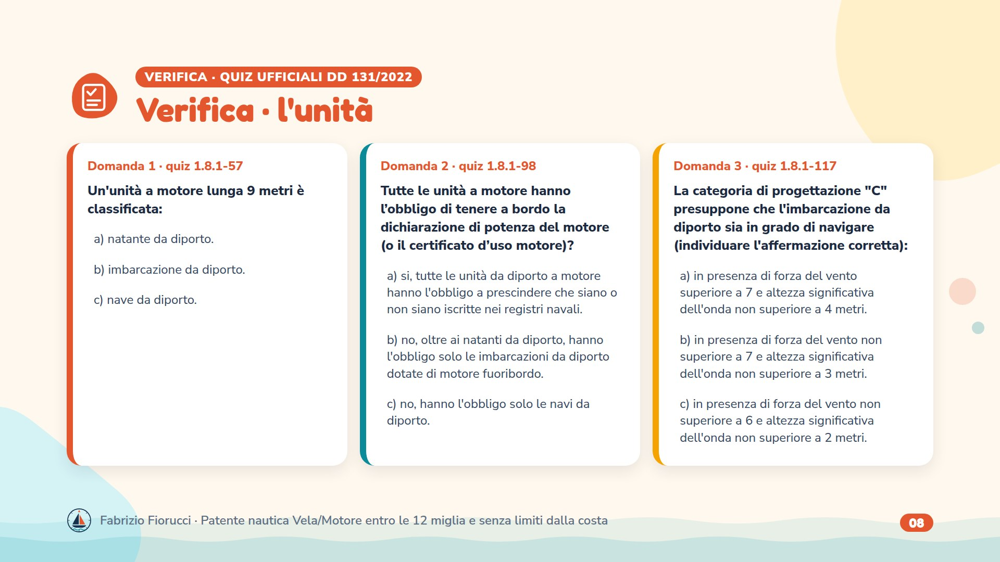 VERIFICA · QUIZ UFFICIALI DD 131/2022
Verifica · l'unità
Domanda 1 · quiz 1.8.1-57
Un'unità a motore lunga 9 metri è
classificata:
a) natante da diporto.
b) imbarcazione da diporto.
c) nave da diporto.
Domanda 2 · quiz 1.8.1-98
Tutte le unità a motore hanno
l’obbligo di tenere a bordo la
dichiarazione di potenza del motore
(o il certificato d’uso motore)?
a) si, tutte le unità da diporto a motore
hanno l'obbligo a prescindere che siano o
non siano iscritte nei registri navali.
b) no, oltre ai natanti da diporto, hanno
l'obbligo solo le imbarcazioni da diporto
dotate di motore fuoribordo.
c) no, hanno l'obbligo solo le navi da
diporto.
Domanda 3 · quiz 1.8.1-117
La categoria di progettazione "C"
presuppone che l'imbarcazione da
diporto sia in grado di navigare
(individuare l'affermazione corretta):
a) in presenza di forza del vento
superiore a 7 e altezza significativa
dell'onda non superiore a 4 metri.
b) in presenza di forza del vento non
superiore a 7 e altezza significativa
dell'onda non superiore a 3 metri.
c) in presenza di forza del vento non
superiore a 6 e altezza significativa
dell'onda non superiore a 2 metri.
Fabrizio Fiorucci · Patente nautica Vela/Motore entro le 12 miglia e senza limiti dalla costa
08